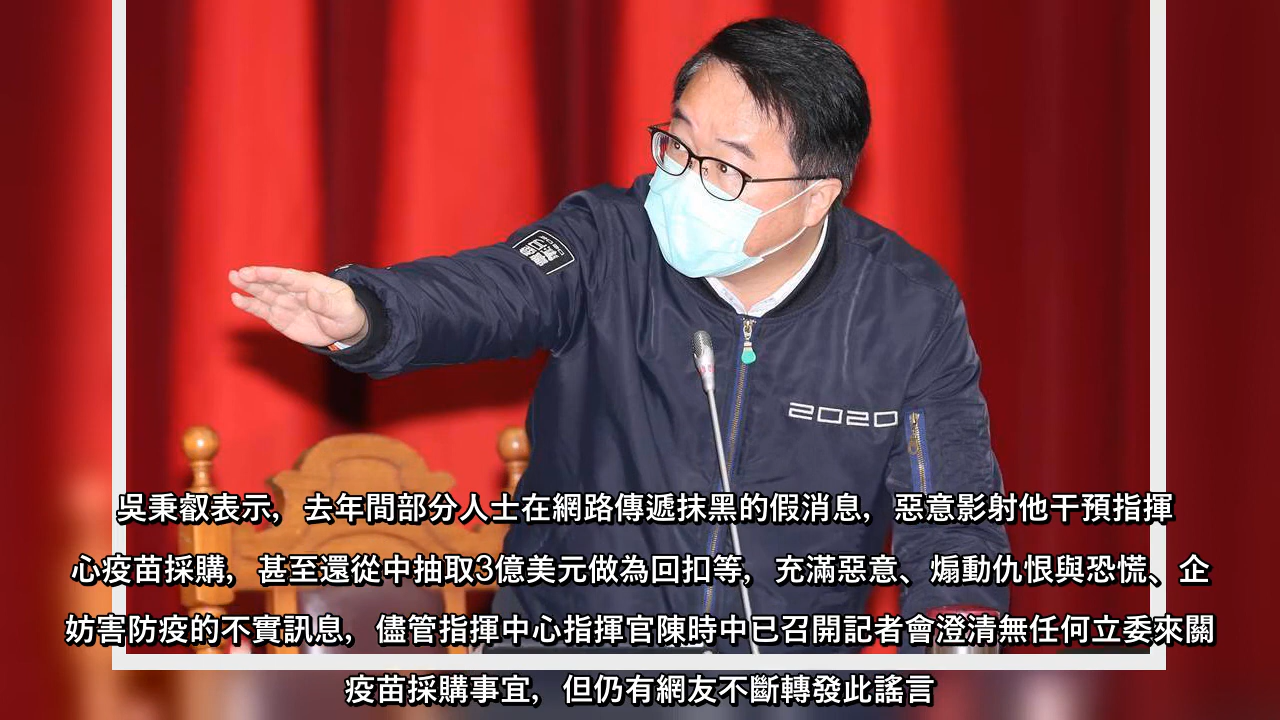 2020
吳秉叡表示，去年間部分人士在網路傳遞抹黑的假消息，惡意影射他干預指揮
心疫苗採購，甚至還從中抽取3億美元做為回扣等，充滿惡意、煽動仇恨與恐慌、企
妨害防疫的不實訊息，儘管指揮中心指揮官陳時中已召開記者會澄清無任何立委來關
疫苗採購事宜，但仍有網友不斷轉發此謠言